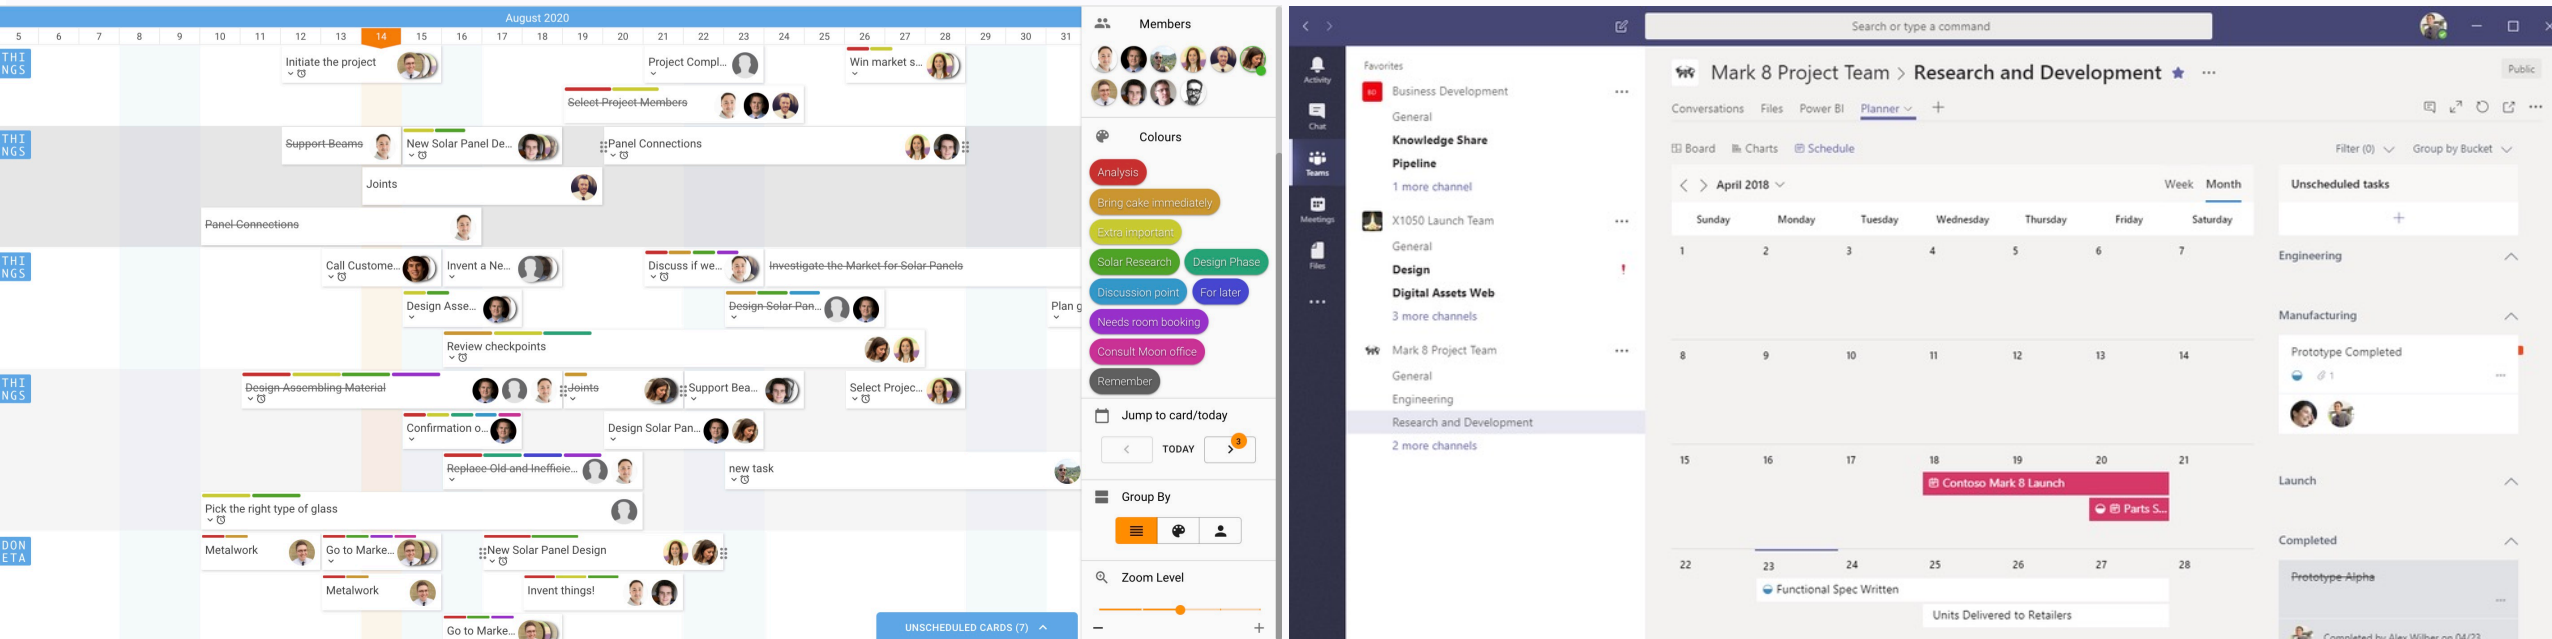 August 2020
5 6 7 8 9 10 11 12 13 14 15 16 17 18 19 20 21 22 23 24 25 26 27 28 29 30 31
THI
NGS
Initiate the project
Project Compl...
Win market s...
Select Project Members
THI
NGS
Support Beams
New Solar Panel De...
Panel Connections
Joints
Panel Connections
THI
NGS
Call Custome...
Invent a Ne...
Discuss if we...
Investigate the Market for Solar Panels
Design Asse...
Design Solar Pan...
Plan g
Review checkpoints
THI
NGS
Design Assembling Material
Joints
Support Bea...
Select Projec...
Confirmation o...
Design Solar Pan...
Replace Old and Inefficie...
new task
Pick the right type of glass
DON
ETA
Metalwork
Go to Marke...
New Solar Panel Design
Metalwork
Invent things!
Go to Marke...
UNSCHEDULED CARDS (7)
Members
Colours
Analysis
Bring cake immediately
Extra important
Solar Research
Design Phase
Discussion point
For later
Needs room booking
Consult Moon office
Remember
Jump to card/today
TODAY
3
Group By
Zoom Level
Search or type a command
Activity
Chat
Teams
Meetings
Files
Favorites
BD
Business Development
General
Knowledge Share
Pipeline
1 more channel
X1050 Launch Team
General
Design
!
Digital Assets Web
3 more channels
Mark 8 Project Team
General
Engineering
Research and Development
2 more channels
Mark 8 Project Team > Research and Development
Public
Conversations Files Power BI Planner
Board Charts Schedule
Filter (0) Group by Bucket
April 2018
Week Month
Sunday Monday Tuesday Wednesday Thursday Friday Saturday
1 2 3 4 5 6 7
8 9 10 11 12 13 14
15 16 17 18 19 20 21
Contoso Mark 8 Launch
Parts S...
22 23 24 25 26 27 28
Functional Spec Written
Units Delivered to Retailers
Unscheduled tasks
Engineering
Manufacturing
Prototype Completed
1
Launch
Completed
Prototype Alpha
Completed by Alex Wilber on 04/23